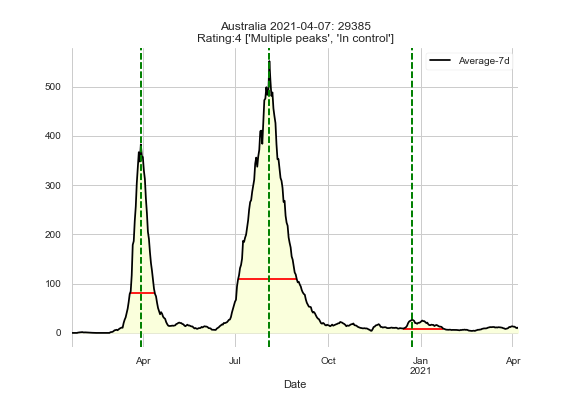 Australia 2021-04-07: 29385
Rating:4 ['Multiple peaks', 'In control']
Average-7d
500
400
300
200
100
0
Apr
Jul
Oct
Jan
2021
Apr
Date